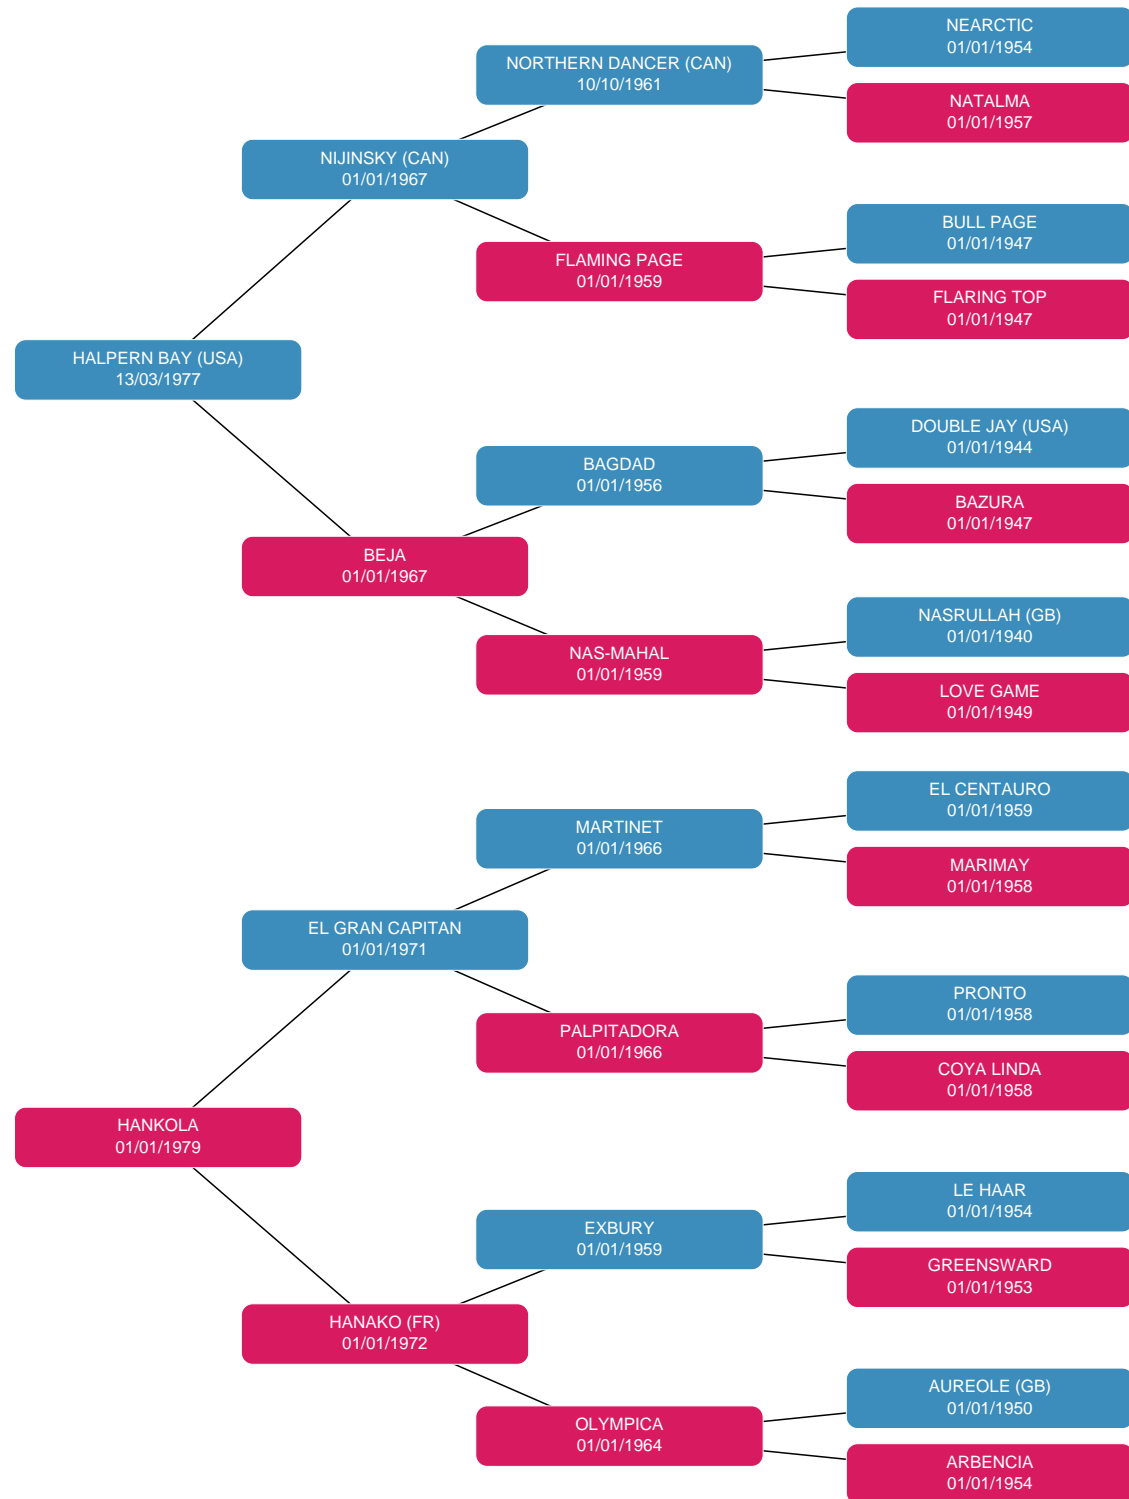 NEARCTIC
01/01/1954
NORTHERN DANCER (CAN)
10/10/1961
NATALMA
01/01/1957
NIJINSKY (CAN)
01/01/1967
BULL PAGE
01/01/1947
FLAMING PAGE
01/01/1959
FLARING TOP
01/01/1947
HALPERN BAY (USA)
13/03/1977
DOUBLE JAY (USA)
01/01/1944
BAGDAD
01/01/1956
BAZURA
01/01/1947
BEJA
01/01/1967
NASRULLAH (GB)
01/01/1940
NAS-MAHAL
01/01/1959
LOVE GAME
01/01/1949
EL CENTAURO
01/01/1959
MARTINET
01/01/1966
MARIMAY
01/01/1958
EL GRAN CAPITAN
01/01/1971
PRONTO
01/01/1958
PALPITADORA
01/01/1966
COYA LINDA
01/01/1958
HANKOLA
01/01/1979
LE HAAR
01/01/1954
EXBURY
01/01/1959
GREENSWARD
01/01/1953
HANAKO (FR)
01/01/1972
AUREOLE (GB)
01/01/1950
OLYMPICA
01/01/1964
ARBENCIA
01/01/1954